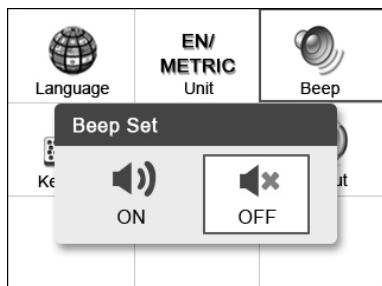 EN/
METRIC
Language
Unit
Beep
Beep Set
ON
OFF